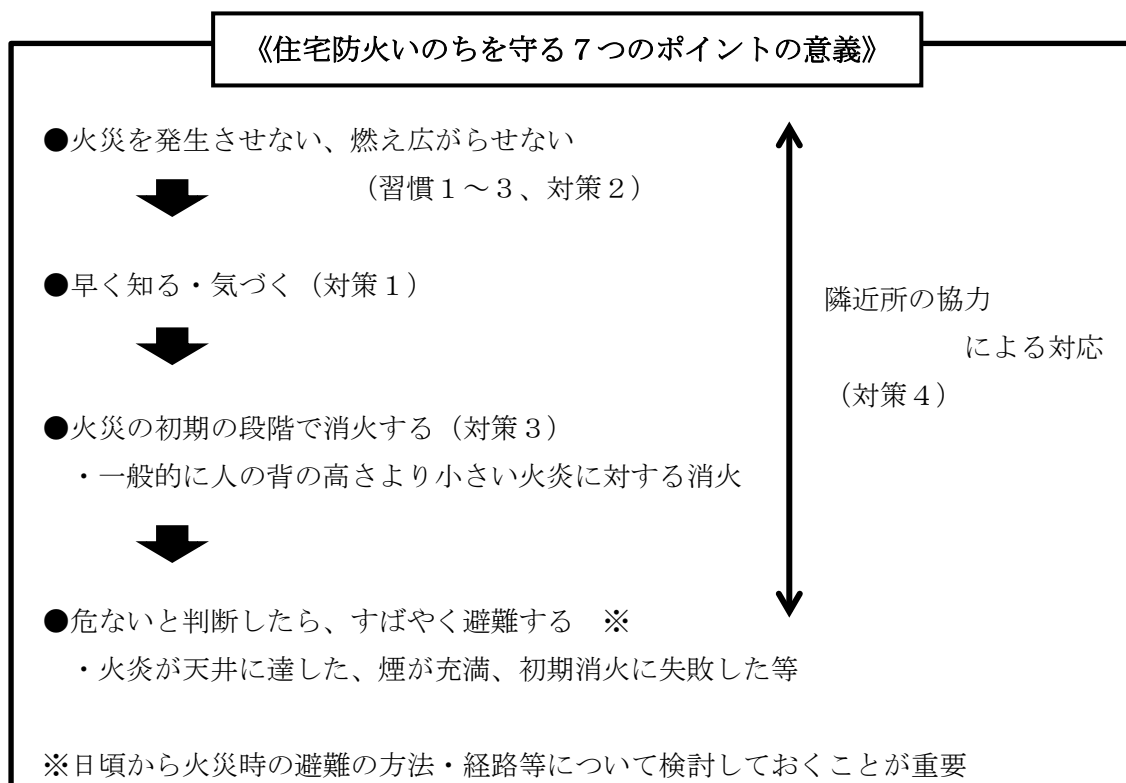 《住宅防火いのちを守る７つのポイントの意義》
●火災を発生させない、燃え広がらせない
（習慣１～３、対策２）
●早く知る・気づく（対策１）
隣近所の協力
による対応
（対策４）
●火災の初期の段階で消火する（対策３）
・一般的に人の背の高さより小さい火炎に対する消火
●危ないと判断したら、すばやく避難する　※
・火炎が天井に達した、煙が充満、初期消火に失敗した等
※日頃から火災時の避難の方法・経路等について検討しておくことが重要